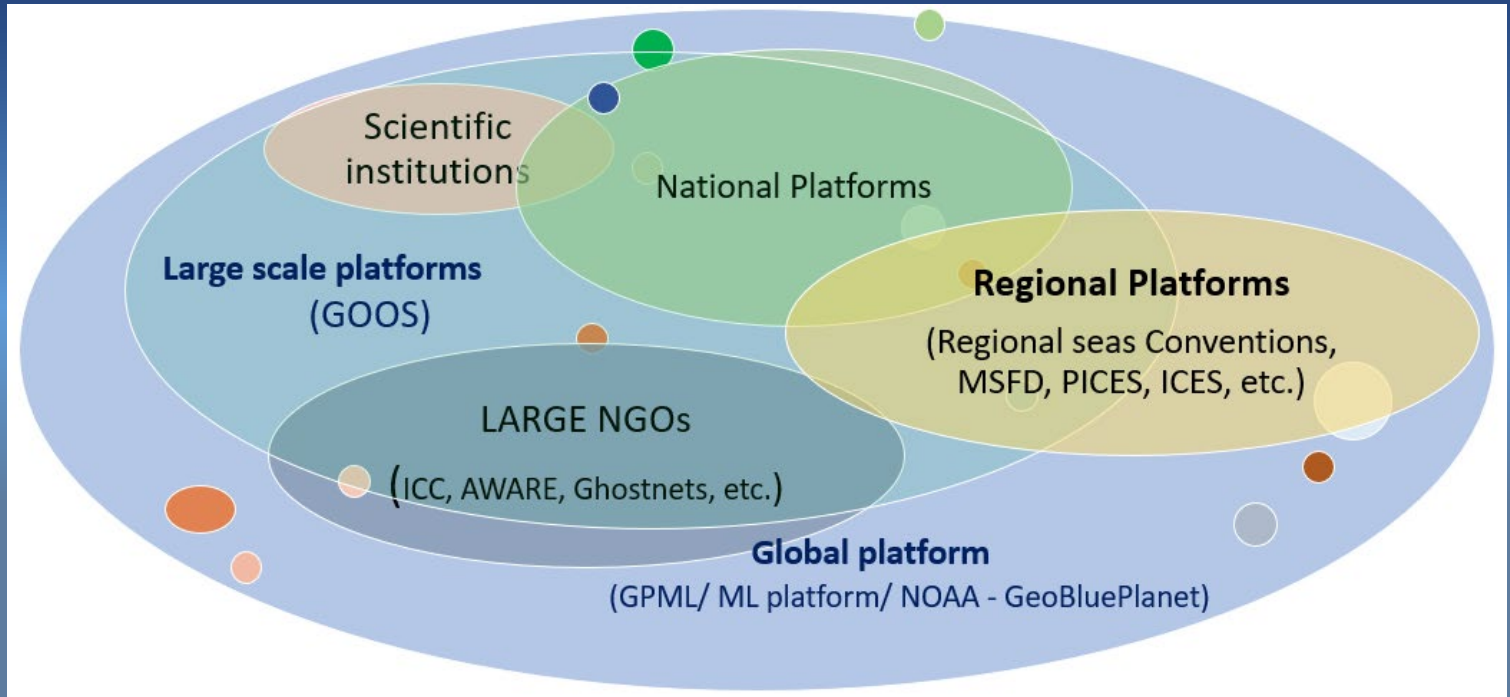 Scientific
institutions
National Platforms
Large scale platforms
(GOOS)
Regional Platforms
(Regional seas Conventions,
MSFD, PICES, ICES, etc.)
LARGE NGOs
(ICC, AWARE, Ghostnets, etc.)
Global platform
(GPML/ ML platform/ NOAA - GeoBluePlanet)